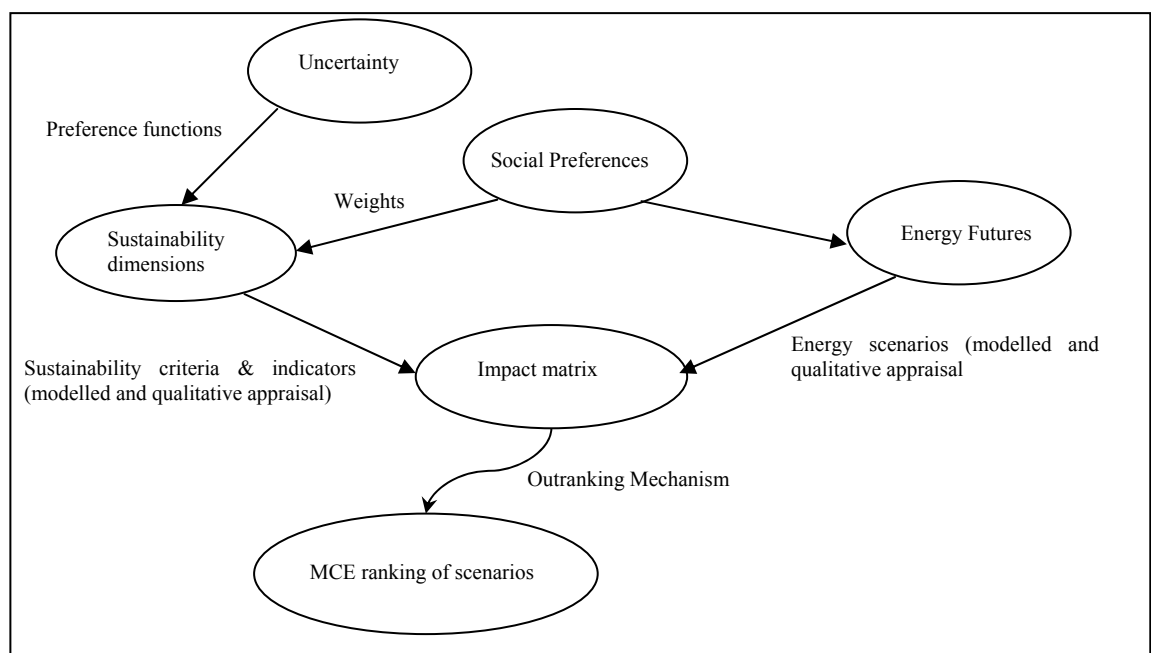 Uncertainty
Preference functions
Social Preferences
Weights
Sustainability
dimensions
Energy Futures
Sustainability criteria & indicators
(modelled and qualitative appraisal)
Impact matrix
Energy scenarios (modelled and
qualitative appraisal
Outranking Mechanism
MCE ranking of scenarios